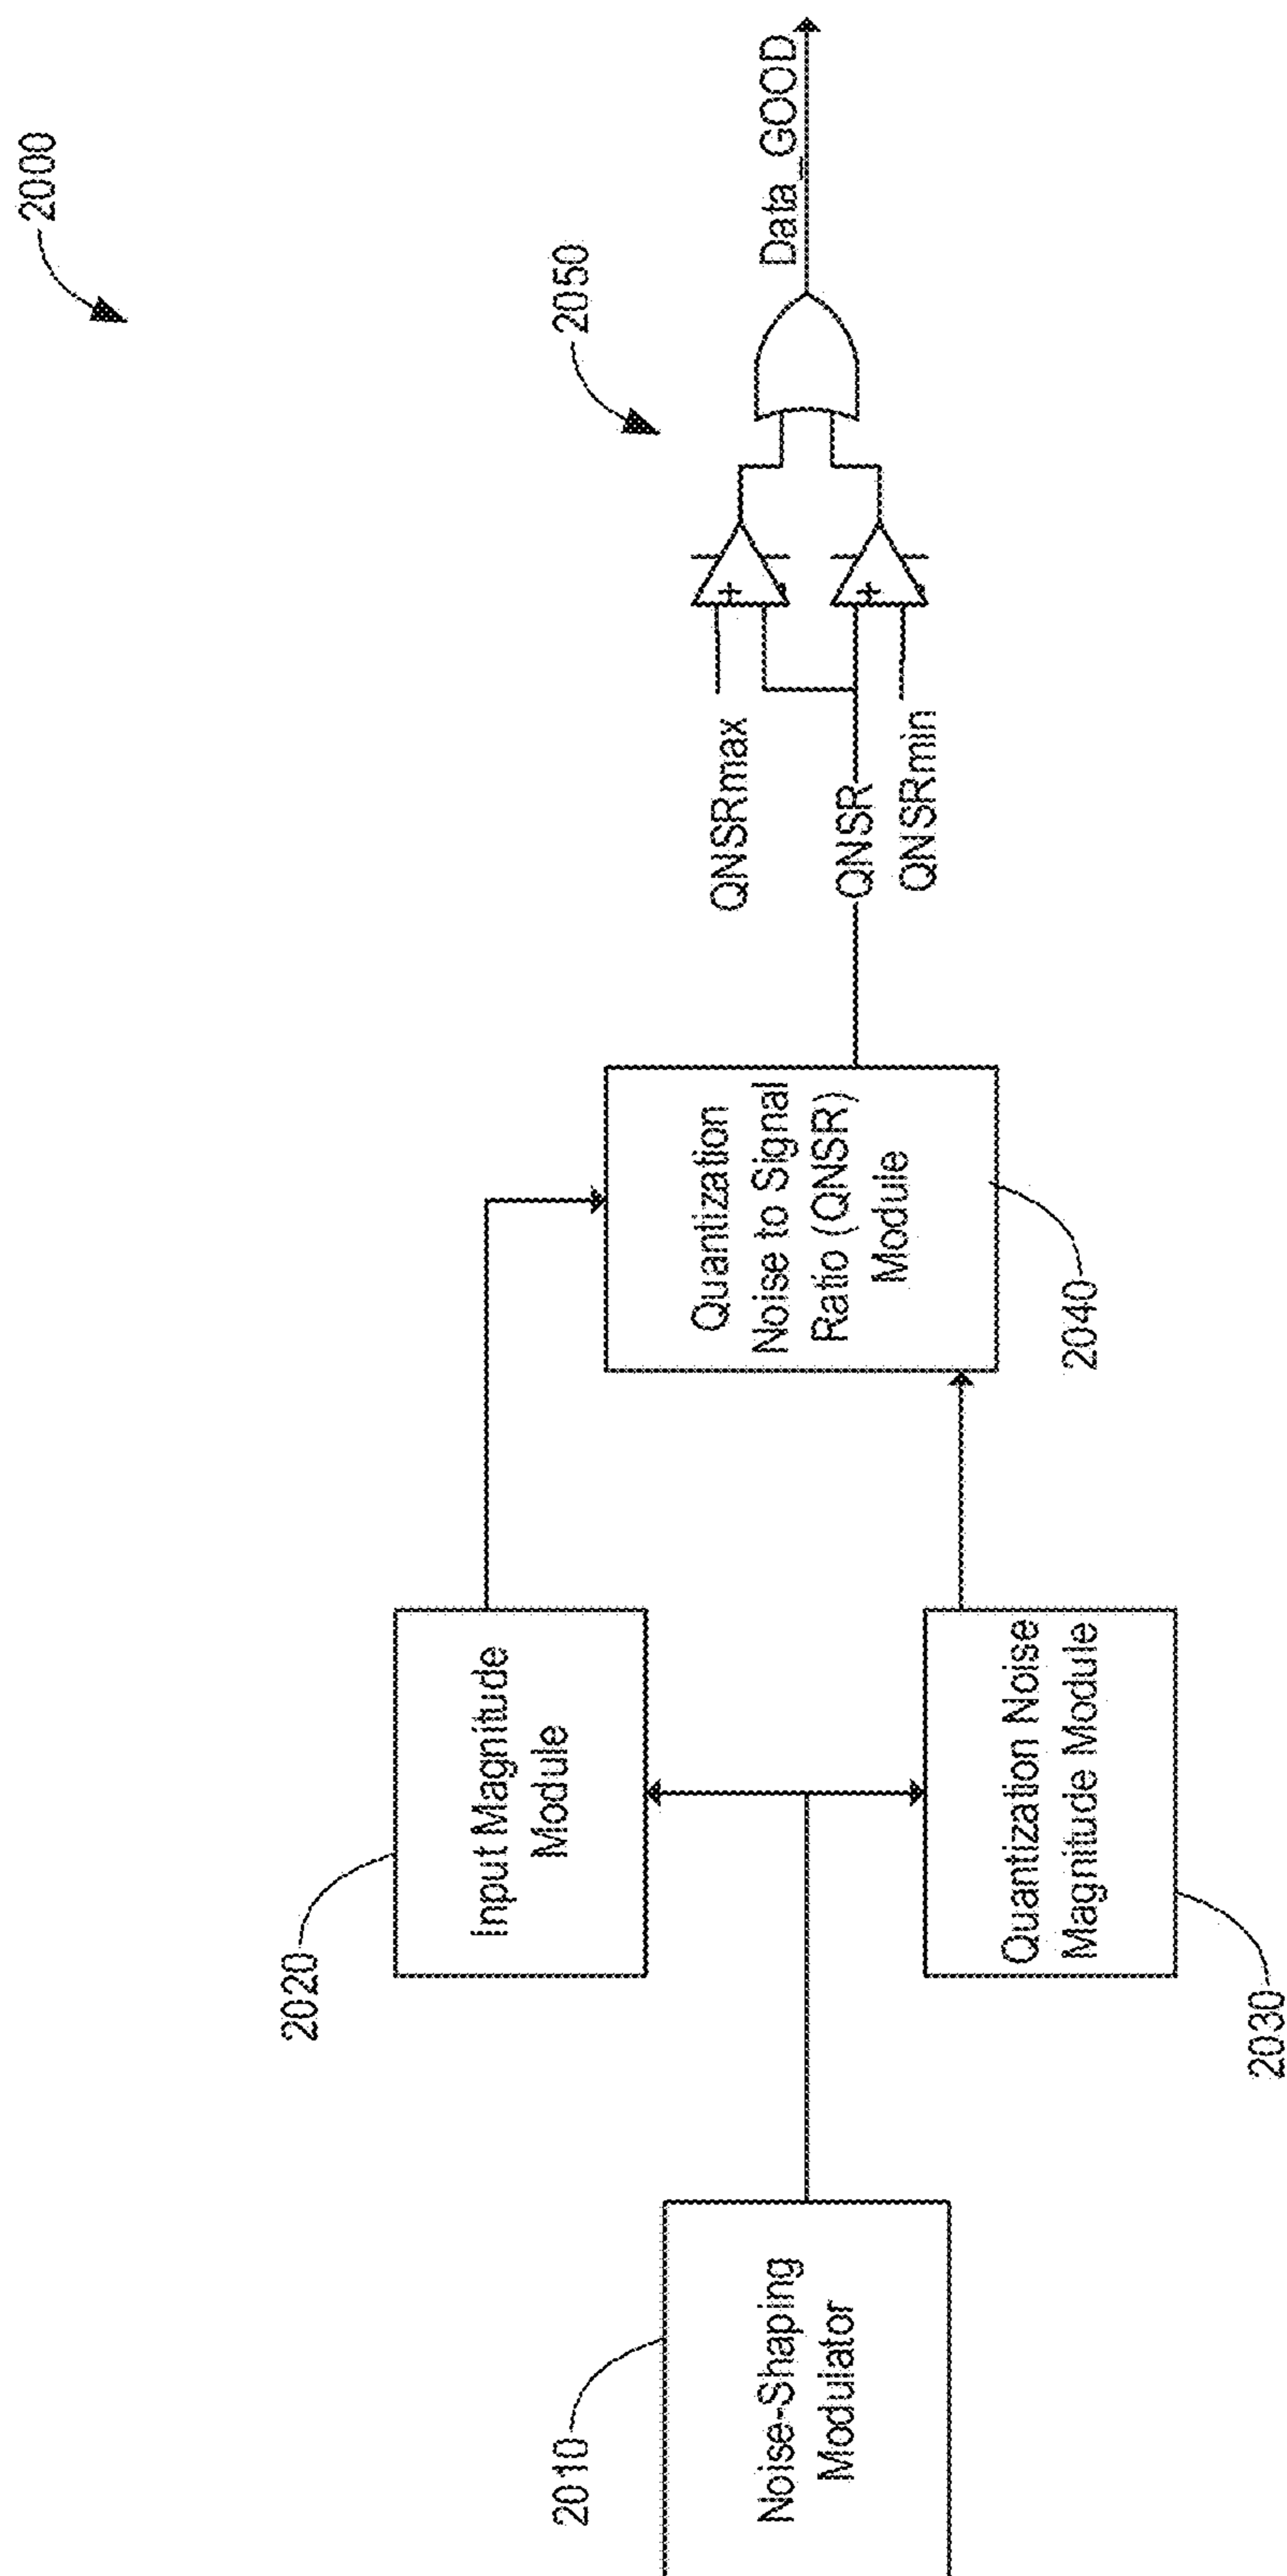 2000
2010
Noise-Shaping
Modulator
2020
Input Magnitude
Module
Quantization Noise
Magnitude Module
2030
Quantization
Noise to Signal
Ratio (QNSR)
Module
2040
QNSRmax
QNSR
QNSRmin
+
-
+
-
2050
Data_GOOD